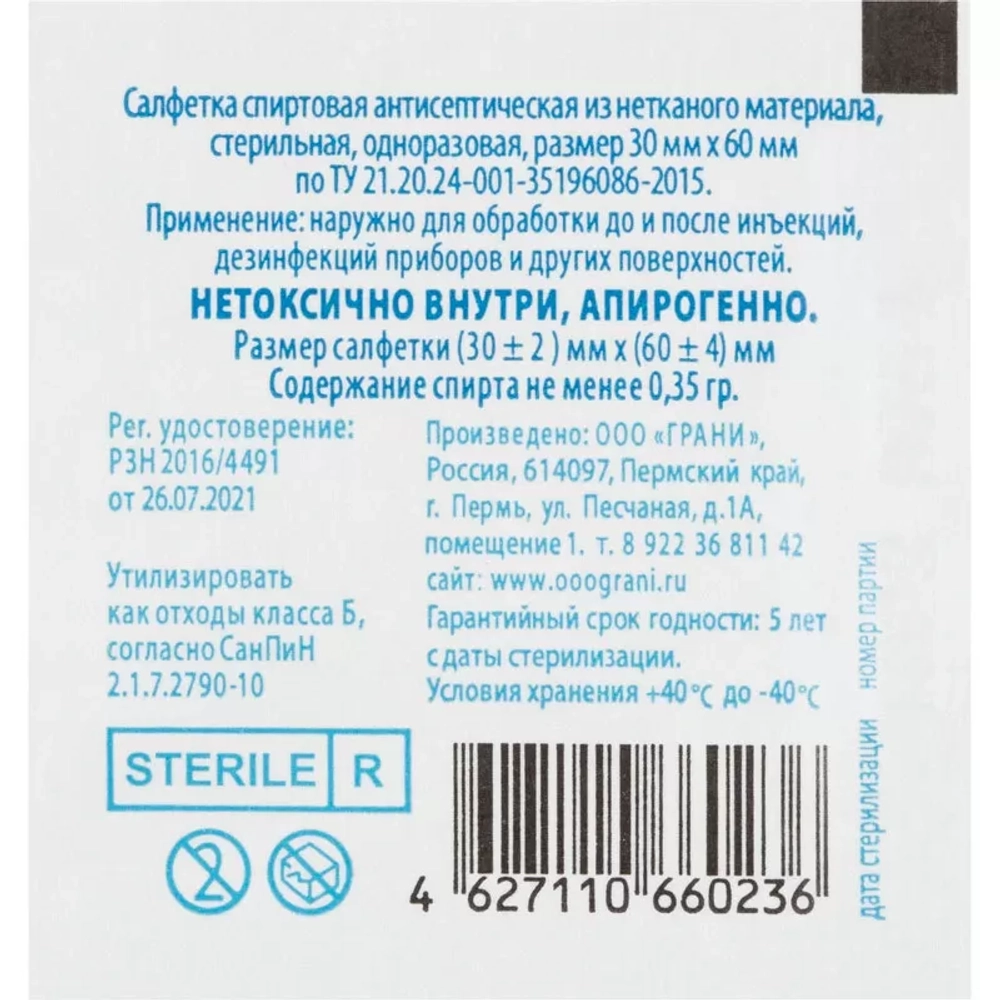 Салфетка спиртовая антисептическая из нетканого материала,
стерильная, одноразовая, размер 30 мм х 60 мм
по ТУ 21.20.24-001-35196086-2015.
Применение: наружно для обработки до и после инъекций,
дезинфекций приборов и других поверхностей.
НЕТОКСИЧНО ВНУТРИ, АПИРОГЕННО.
Размер салфетки (30 ± 2 ) мм х (60 ± 4) мм
Содержание спирта не менее 0,35 гр.
Рег. удостоверение:
РЗН 2016/4491
от 26.07.2021
Утилизировать
как отходы класса Б,
согласно СанПиН
2.1.7.2790-10
Произведено: ООО «ГРАНИ»,
Россия, 614097, Пермский край,
г. Пермь, ул. Песчаная, д.1А,
помещение 1. т. 8 922 36 811 42
сайт: www.ooograni.ru
Гарантийный срок годности: 5 лет
с даты стерилизации.
Условия хранения +40°С до -40°С
STERILE R
2
4 627110 660236
Дата стерилизации номер партии